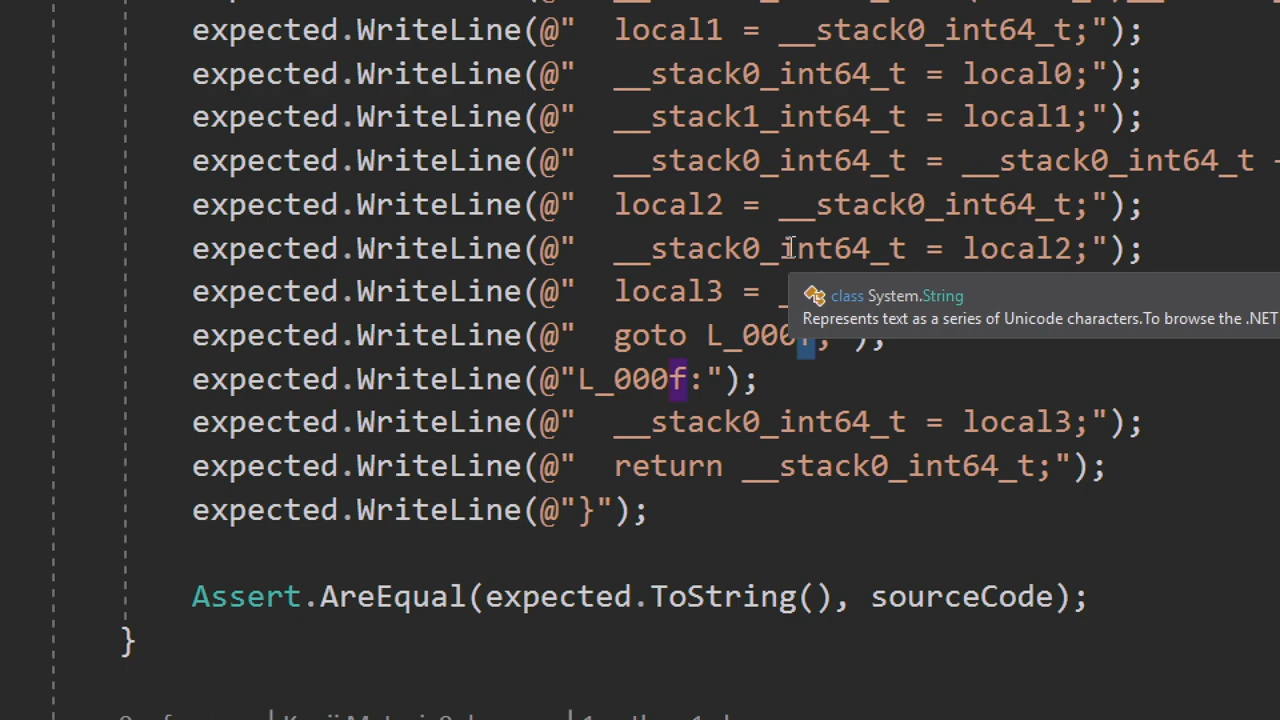 expected.WriteLine(@"  local1 = __stack0_int64_t;");
expected.WriteLine(@"  __stack0_int64_t = local0;");
expected.WriteLine(@"  __stack1_int64_t = local1;");
expected.WriteLine(@"  __stack0_int64_t = __stack0_int64_t
expected.WriteLine(@"  local2 = __stack0_int64_t;");
expected.WriteLine(@"  __stack0_int64_t = local2;");
expected.WriteLine(@"  local3 =
class System.String
Represents text as a series of Unicode characters.To browse the .NET
expected.WriteLine(@"  goto L_000f;");
expected.WriteLine(@"L_000f:");
expected.WriteLine(@"  __stack0_int64_t = local3;");
expected.WriteLine(@"  return __stack0_int64_t;");
expected.WriteLine(@"}");
Assert.AreEqual(expected.ToString(), sourceCode);
}